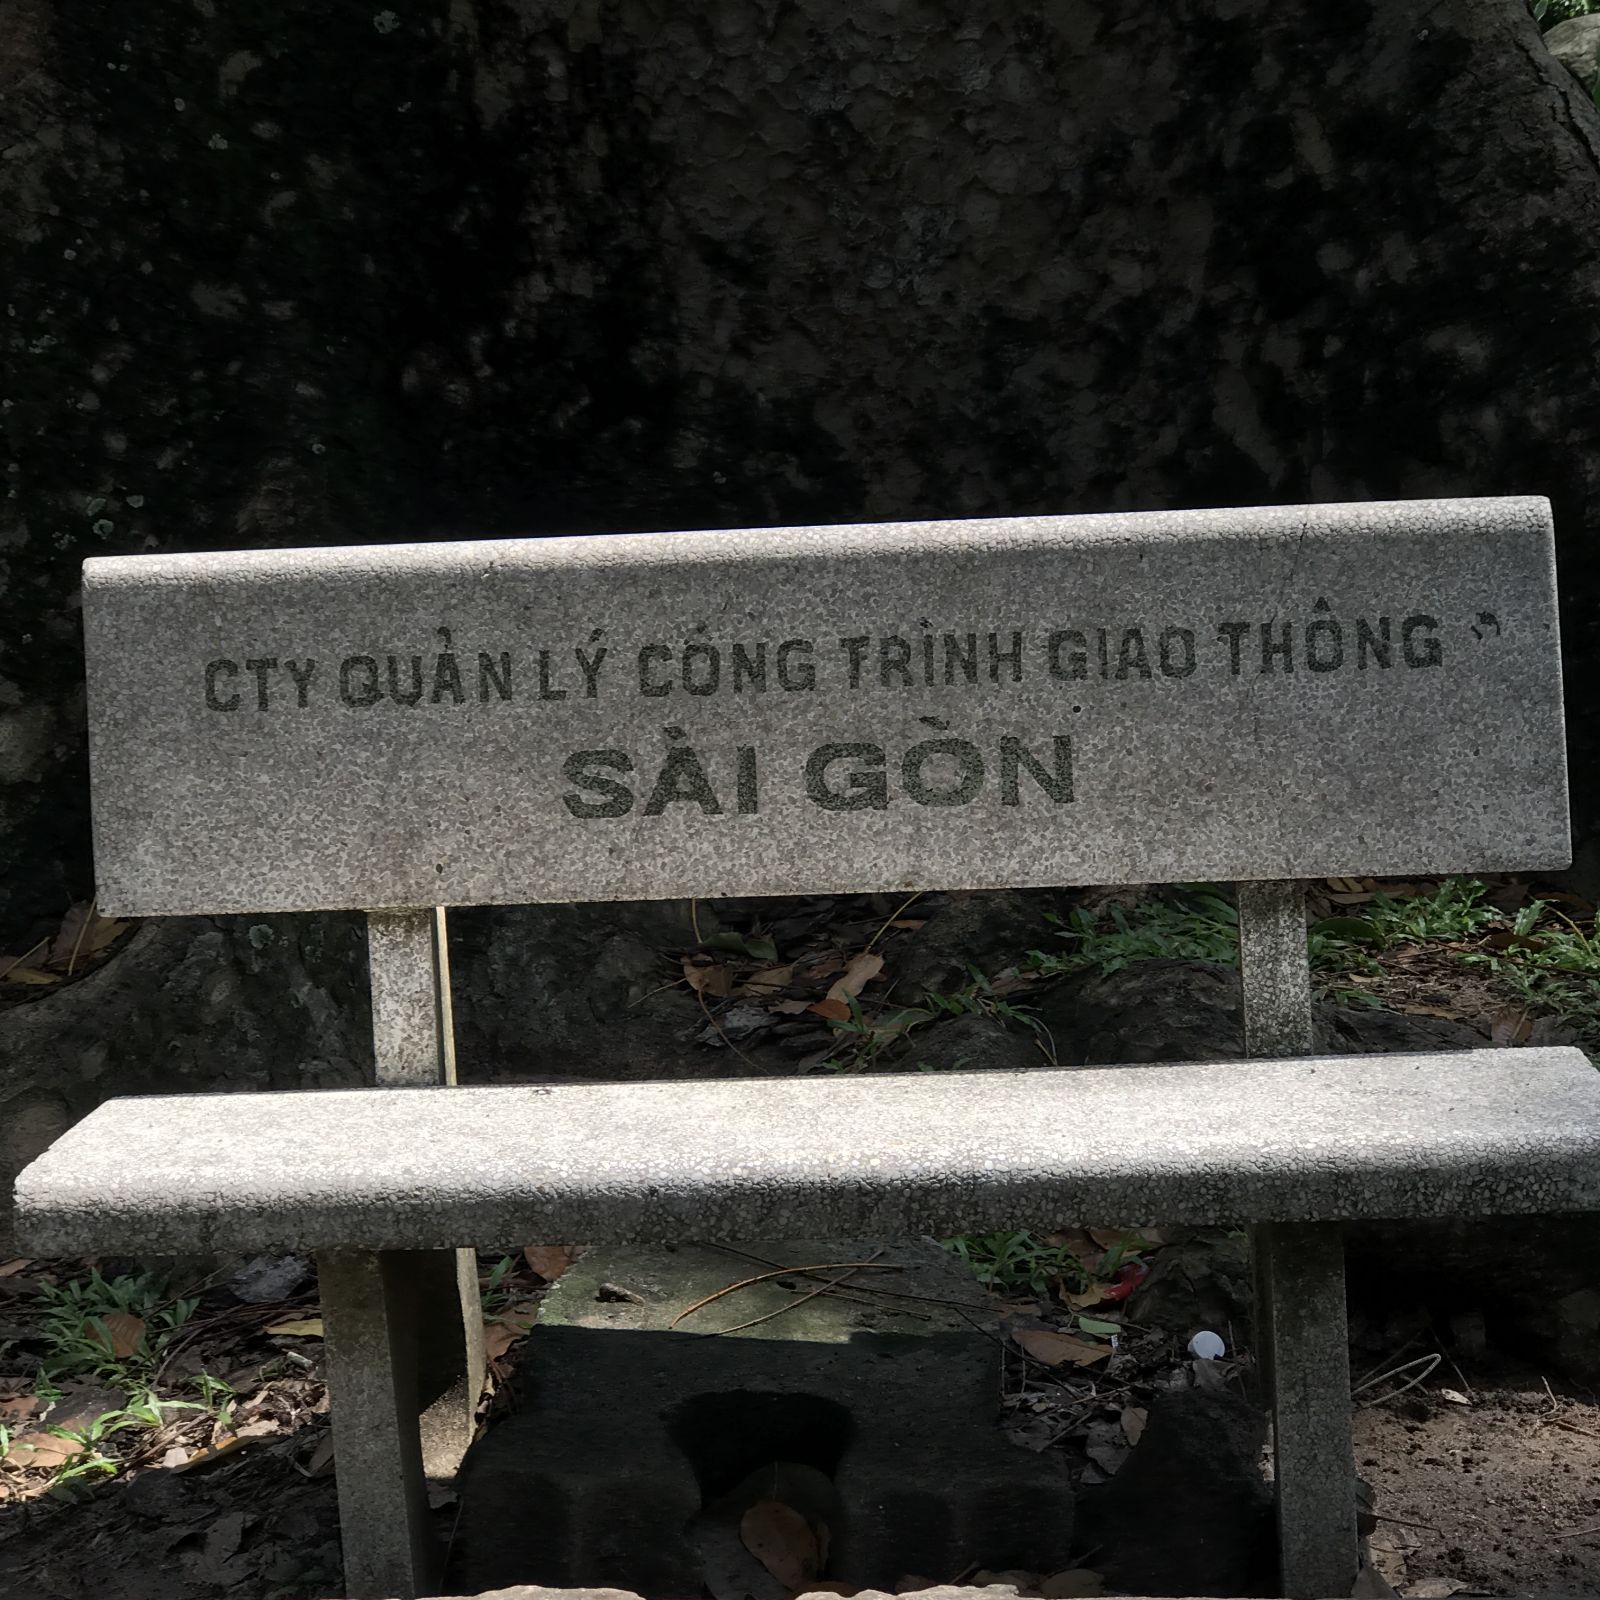 CTY QUẢN LÝ CÔNG TRÌNH GIAO THÔNG
SÀI GÒN